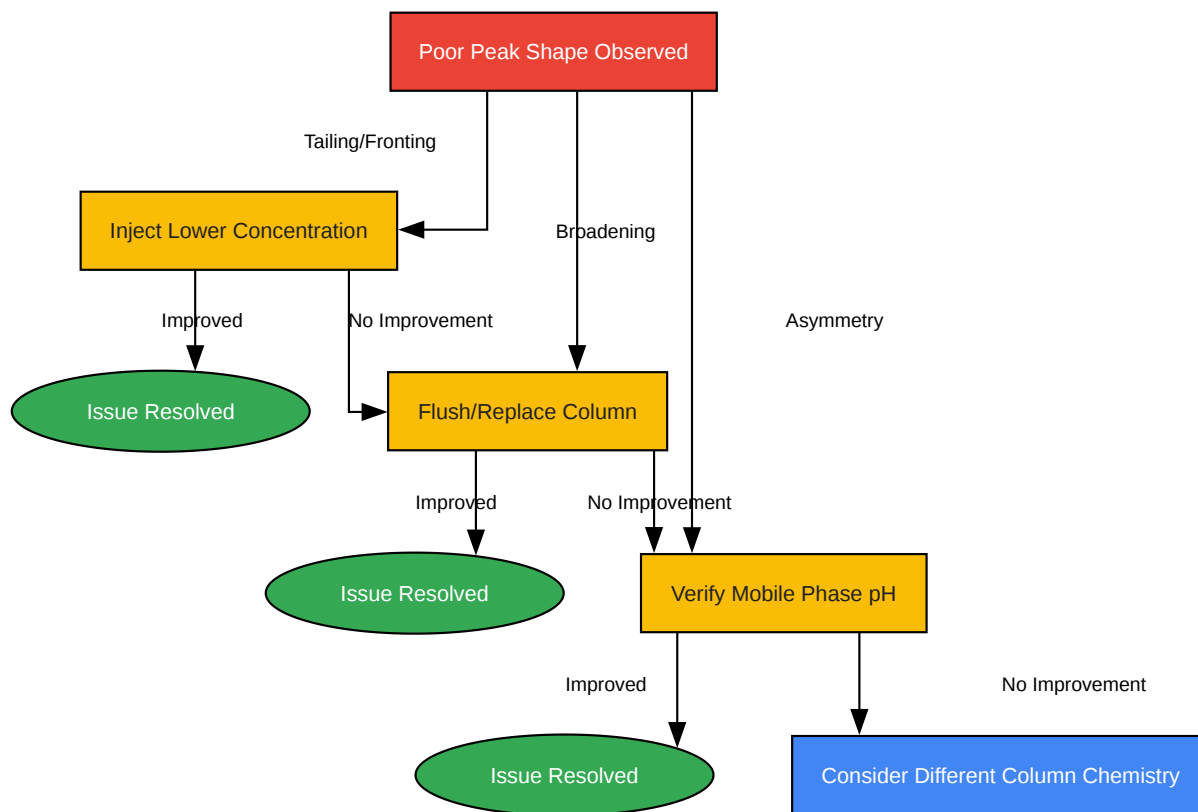 Poor Peak Shape Observed
Tailing/Fronting
Inject Lower Concentration
Broadening
Improved
No Improvement
Asymmetry
Issue Resolved
Flush/Replace Column
Improved
No Improvement
Issue Resolved
Verify Mobile Phase pH
Improved
No Improvement
Issue Resolved
Consider Different Column Chemistry